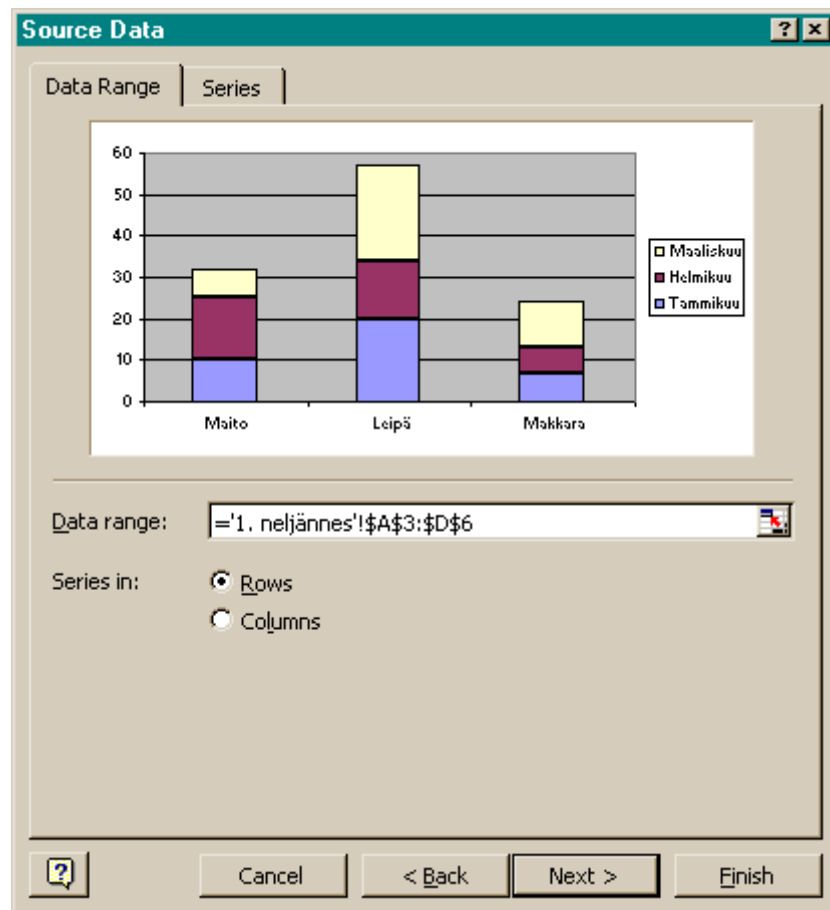 Source Data
Data Range Series
60
50
40
30
20
10
0
Maito Leipä Makkara
Maaliskuu
Helmikuu
Tammikuu
Data range: ='1. neljännes'!$A$3:$D$6
Series in: Rows
Columns
Cancel < Back Next > Finish